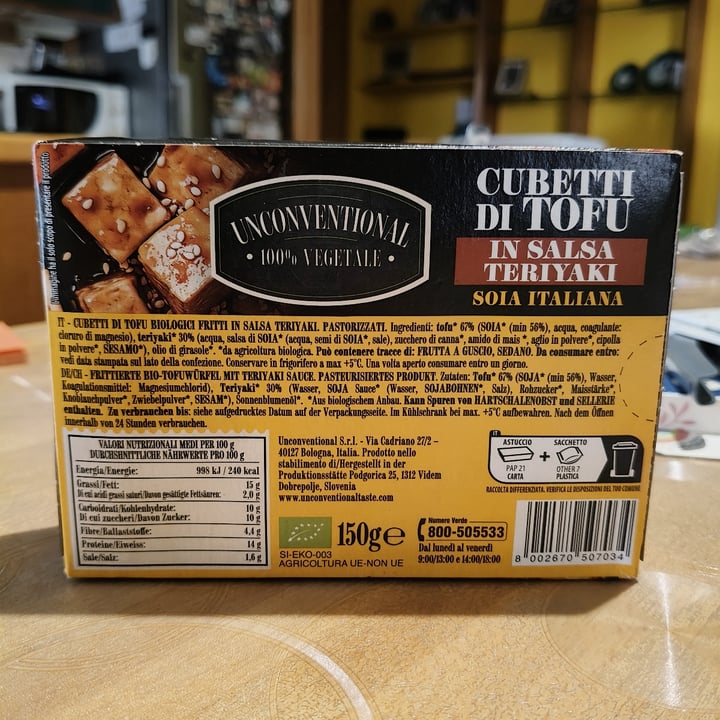 L'immagine ha il solo scopo di presentare il prodotto
UNCONVENTIONAL
• 100% VEGETALE •
CUBETTI
DI TOFU
IN SALSA
TERIYAKI
SOIA ITALIANA
IT - CUBETTI DI TOFU BIOLOGICI FRITTI IN SALSA TERIYAKI. PASTORIZZATI. Ingredienti: tofu* 67% (SOIA* (min 56%), acqua, coagulante:
cloruro di magnesio), teriyaki* 30% (acqua, salsa di SOIA* (acqua, semi di SOIA*, sale), zucchero di canna*, amido di mais*, aglio in polvere*, cipolla
in polvere*, SESAMO*), olio di girasole*. *da agricoltura biologica. Può contenere tracce di: FRUTTA A GUSCIO, SEDANO. Da consumare entro:
vedi data stampata sul lato della confezione. Conservare in frigorifero a max +5°C. Una volta aperto consumare entro un giorno.
DE/CH - FRITTIERTE BIO-TOFUWÜRFEL MIT TERIYAKI SAUCE. PASTEURISIERTES PRODUKT. Zutaten: Tofu* 67% (SOJA* (min 56%), Wasser,
Koagulationsmittel: Magnesiumchlorid), Teriyaki* 30% (Wasser, SOJA Sauce* (Wasser, SOJABOHNEN*, Salz), Rohzucker*, Maisstärke*,
Knoblauchpulver*, Zwiebelpulver*, SESAM*), Sonnenblumenöl*. *Aus biologischem Anbau. Kann Spuren von HARTSCHALENOBST und SELLERIE
enthalten. Zu verbrauchen bis: siehe aufgedrucktes Datum auf der Verpackungsseite. Im Kühlschrank bei max. +5°C aufbewahren. Nach dem Öffnen
innerhalb von 24 Stunden verbrauchen.
VALORI NUTRIZIONALI MEDI PER 100 g
DURCHSHNITTLICHE NÄHRWERTE PRO 100 g
Energia/Energie: 998 kJ / 240 kcal
Grassi/Fett: 15 g
Di cui acidi grassi saturi/Davon gesättigte Fettsäuren: 2,0 g
Carboidrati/Kohlenhydrate: 10 g
Di cui zuccheri/Davon Zucker: 10 g
Fibre/Ballaststoffe: 4,4 g
Proteine/Eiweiss: 14 g
Sale/Salz: 1,6 g
Unconventional S.r.l. - Via Cadriano 27/2 –
40127 Bologna, Italia. Prodotto nello
stabilimento di/Hergestellt in der
Produktionsstätte Podgorica 25, 1312 Videm
Dobrepolje, Slovenia
www.unconventionaltaste.com
SI-EKO-003
AGRICOLTURA UE-NON UE
150g e
Numero Verde
800-505533
Dal lunedì al venerdì
9:00/13:00 e 14:00/18:00
IT
ASTUCCIO
PAP 21
CARTA
+
SACCHETTO
OTHER 7
PLASTICA
RACCOLTA DIFFERENZIATA. VERIFICA LE DISPOSIZIONI DEL TUO COMUNE
8 002670 507034